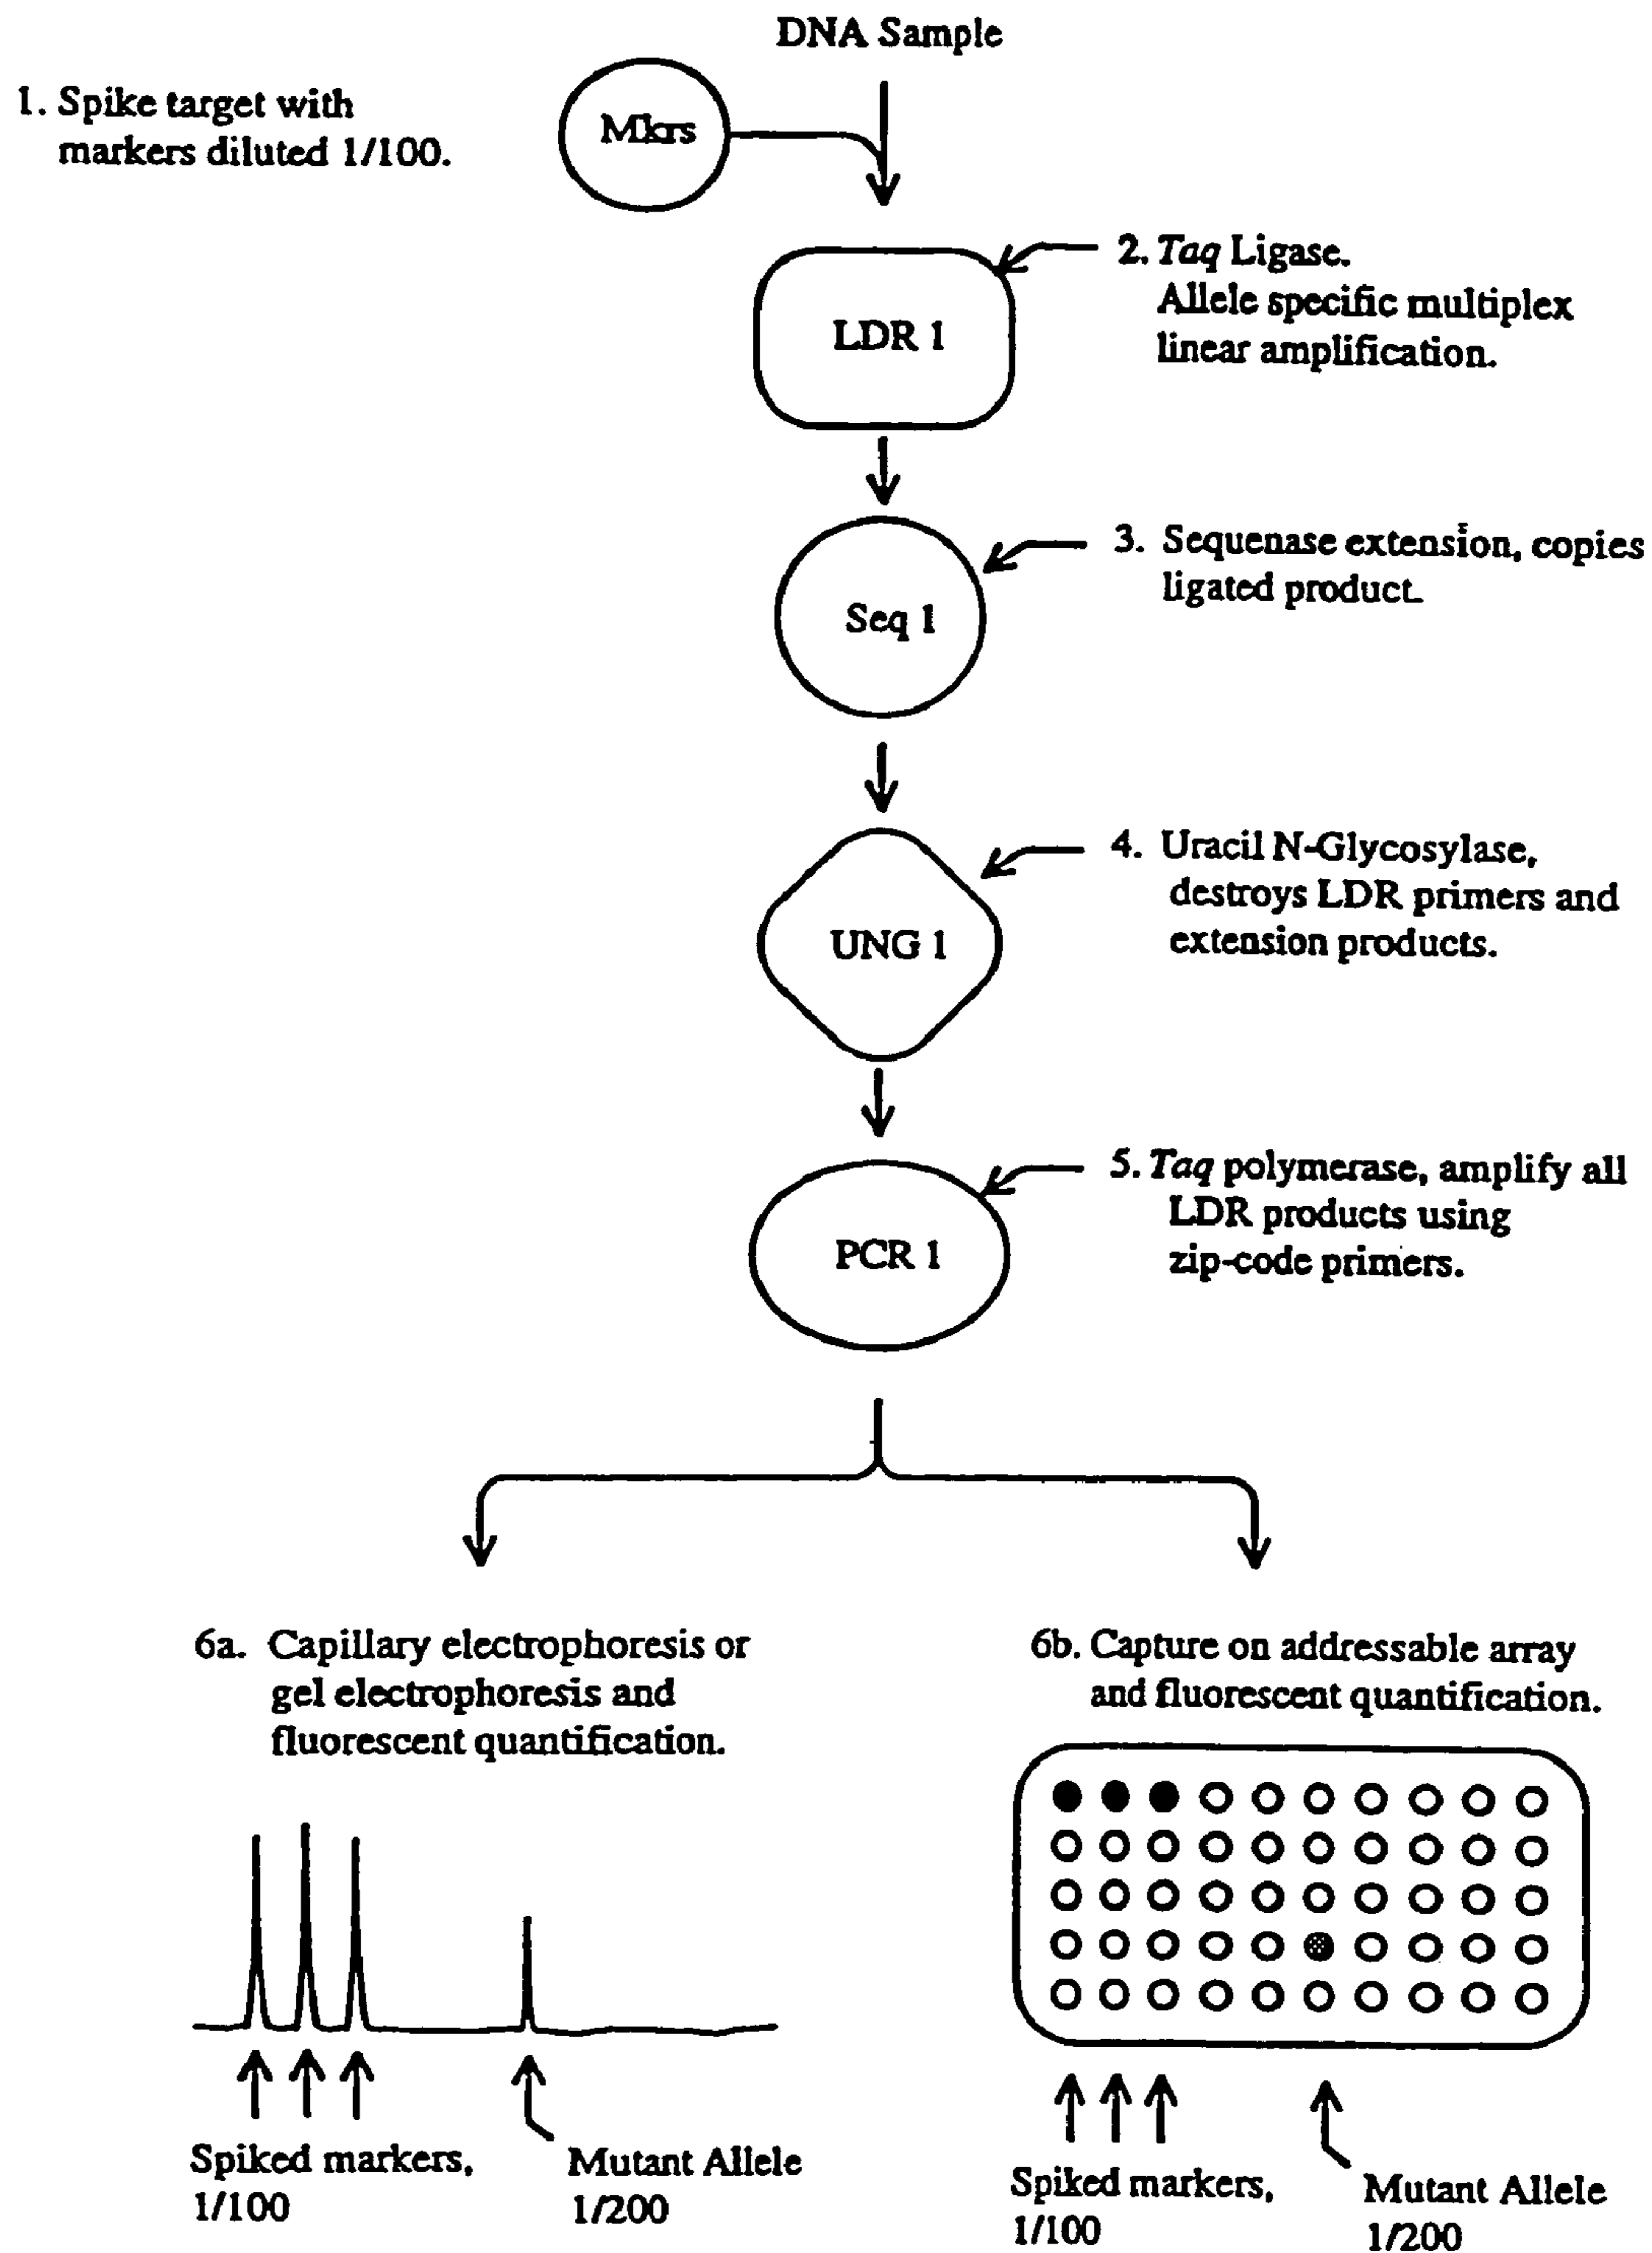 DNA Sample
1. Spike target with
markers diluted 1/100.
Mkrs
2. Taq Ligase.
Allele specific multiplex
linear amplification.
LDR 1
3. Sequenase extension, copies
ligated product.
Seq 1
4. Uracil N-Glycosylase,
destroys LDR primers and
extension products.
UNG 1
5. Taq polymerase, amplify all
LDR products using
zip-code primers.
PCR 1
6a. Capillary electrophoresis or
gel electrophoresis and
fluorescent quantification.
Spiked markers,
1/100
Mutant Allele
1/200
6b. Capture on addressable array
and fluorescent quantification.
Spiked markers,
1/100
Mutant Allele
1/200